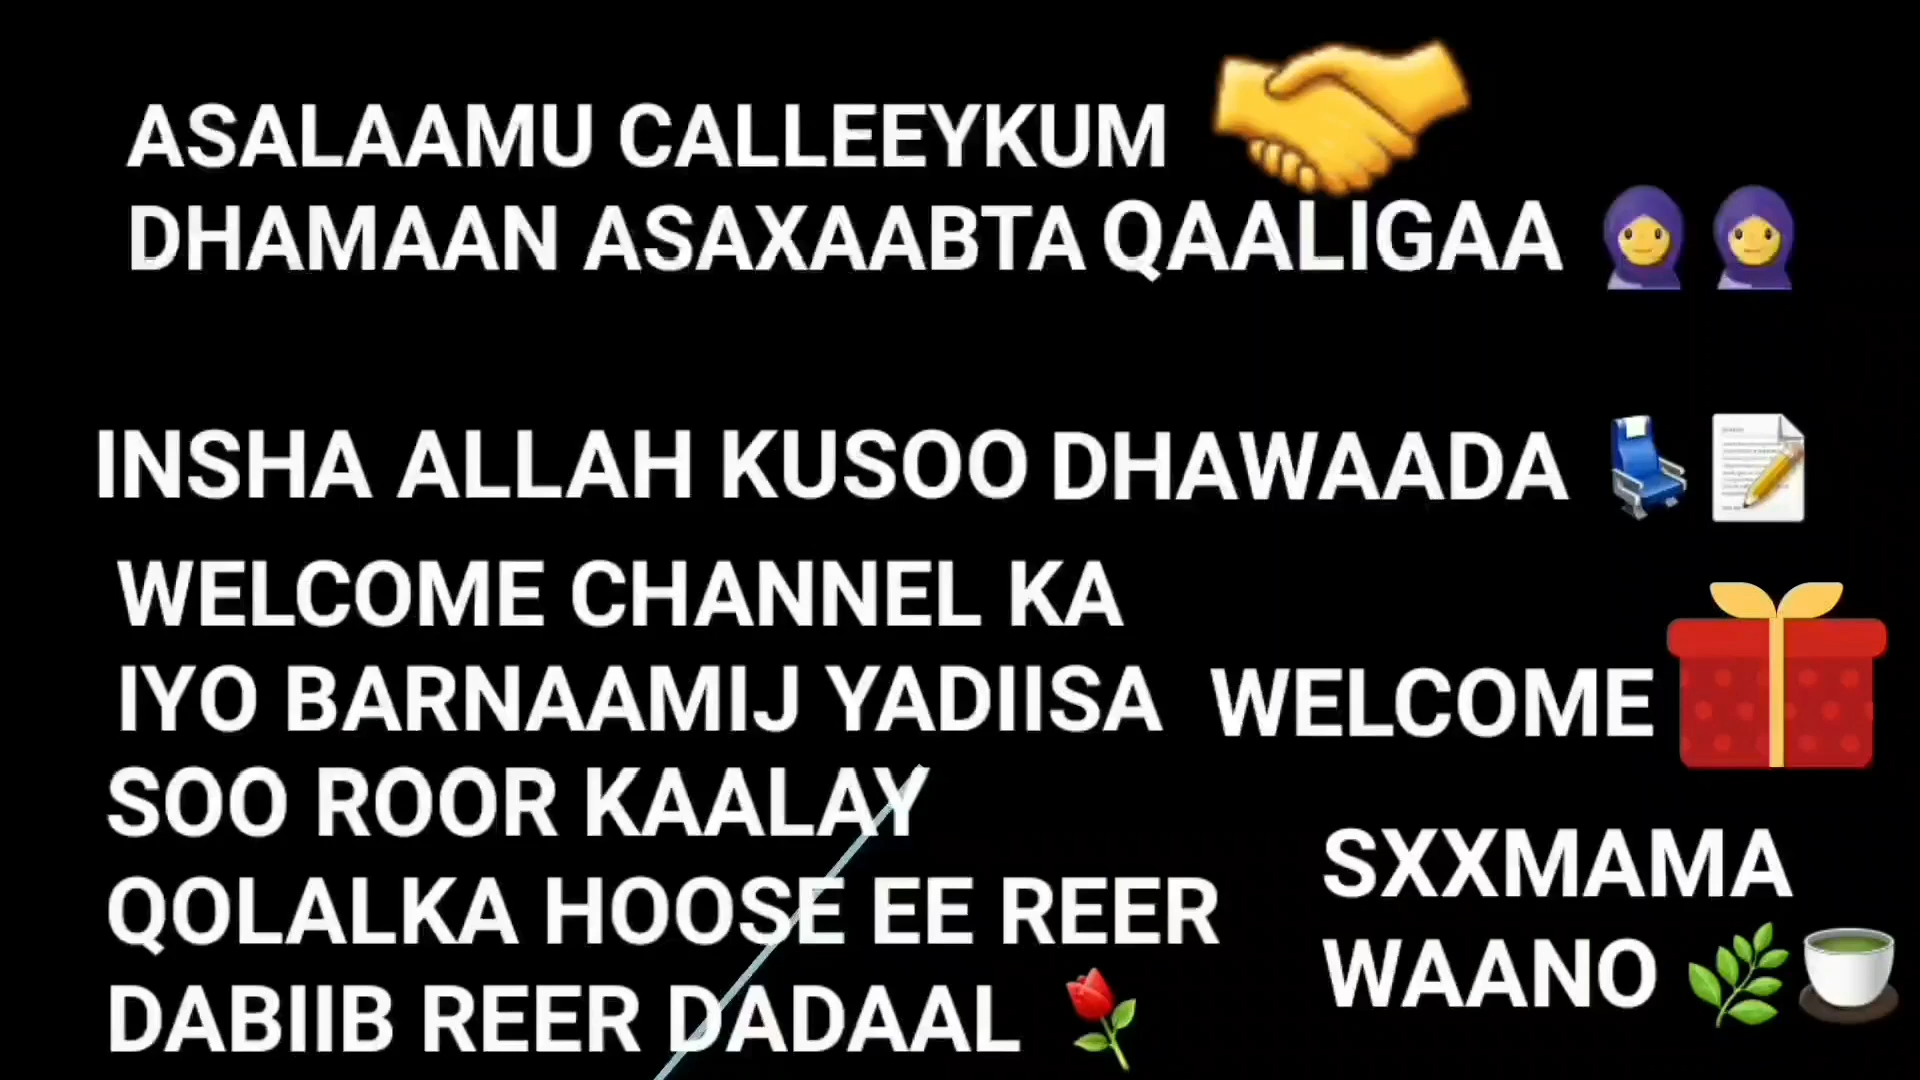 ASALAAMU CALLEEYKUM
DHAMAAN ASAXAABTA QAALIGAA
INSHA ALLAH KUSOO DHAWAADA
WELCOME CHANNEL KA
IYO BARNAAMIJ YADIISA
WELCOME
SOO ROOR KAALAY
QOLALKA HOOSE EE REER
DABIIB REER DADAAL
SXXMAMA
WAANO